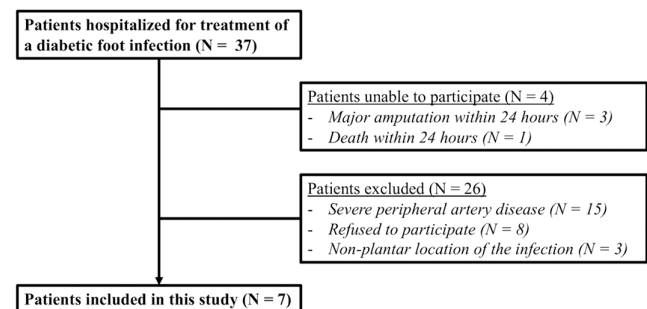 Patients hospitalized for treatment of
a diabetic foot infection (N = 37)
Patients unable to participate (N = 4)
- Major amputation within 24 hours (N = 3)
- Death within 24 hours (N = 1)
Patients excluded (N = 26)
- Severe peripheral artery disease (N = 15)
- Refused to participate (N = 8)
- Non-plantar location of the infection (N = 3)
Patients included in this study (N = 7)